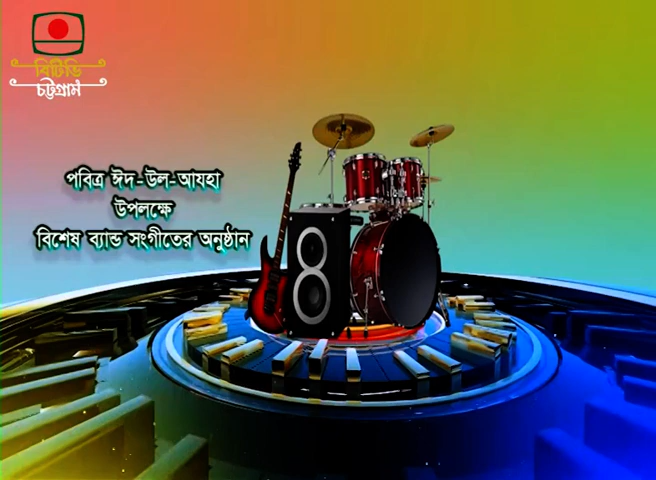 বিটিভি
চট্টগ্রাম
পবিত্র ঈদ-উল-আযহা
উপলক্ষে
বিশেষ ব্যান্ড সংগীতের অনুষ্ঠান